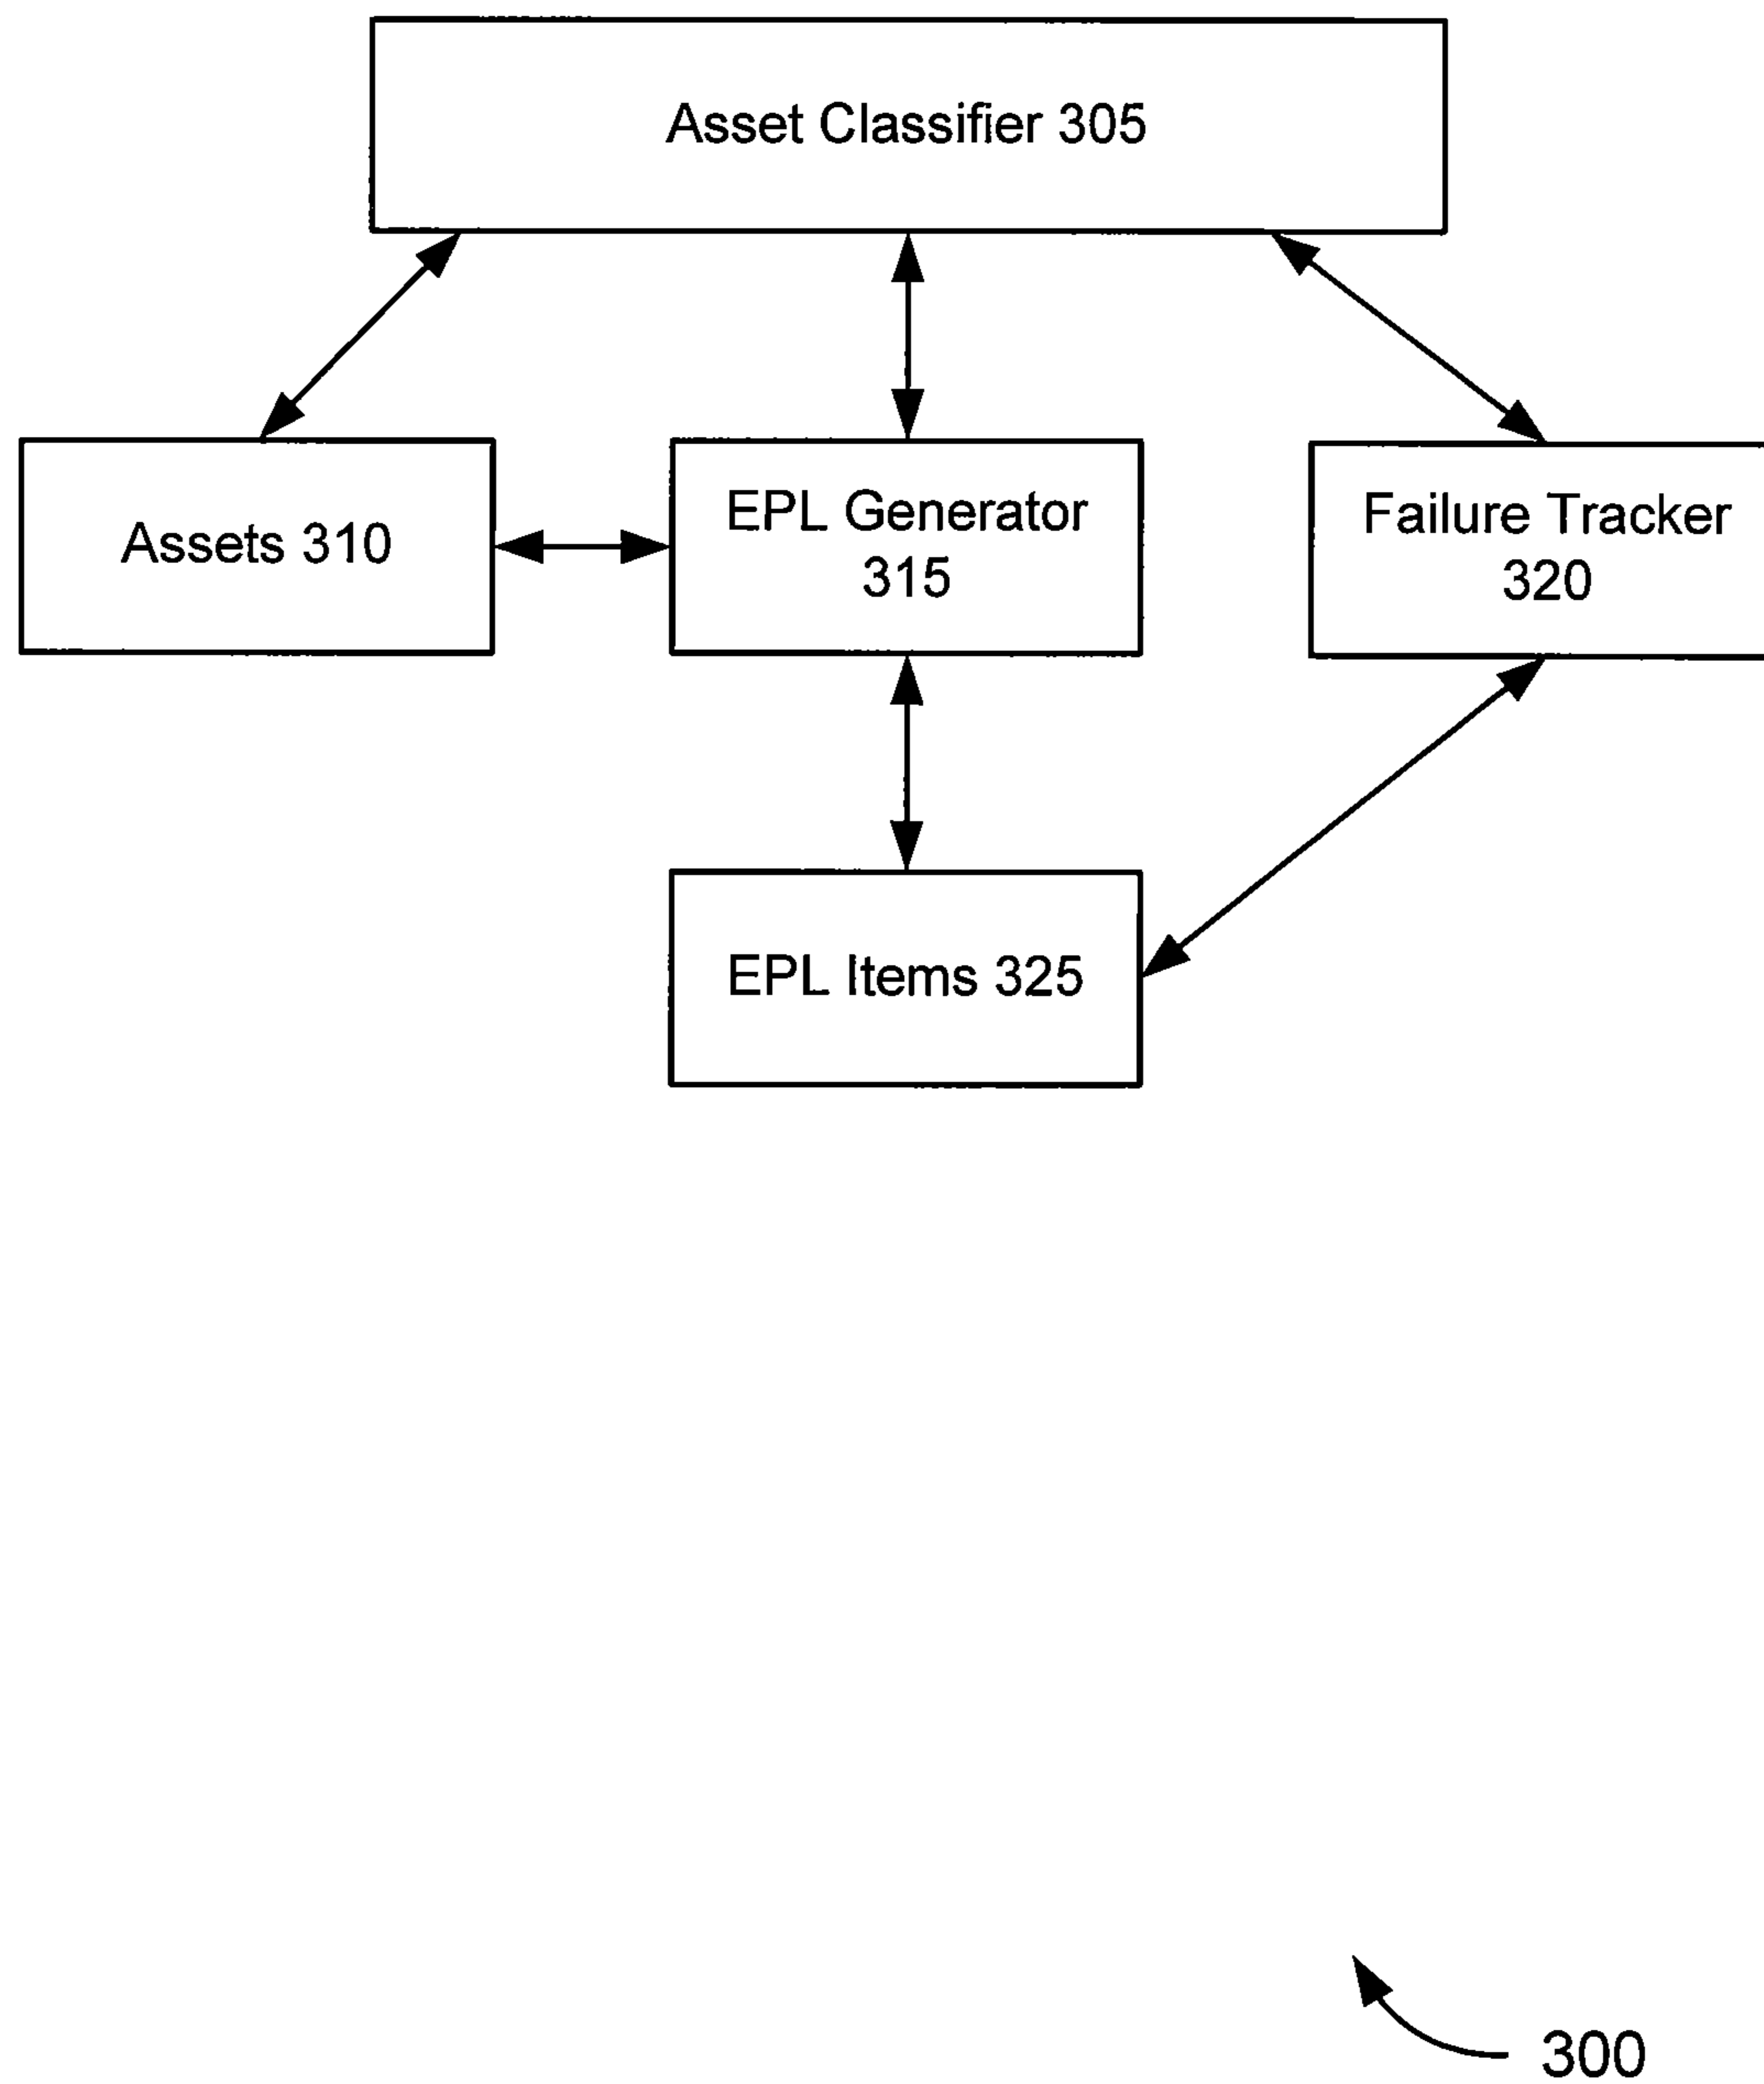 Asset Classifier 305
Assets 310
EPL Generator
315
Failure Tracker
320
EPL Items 325
300